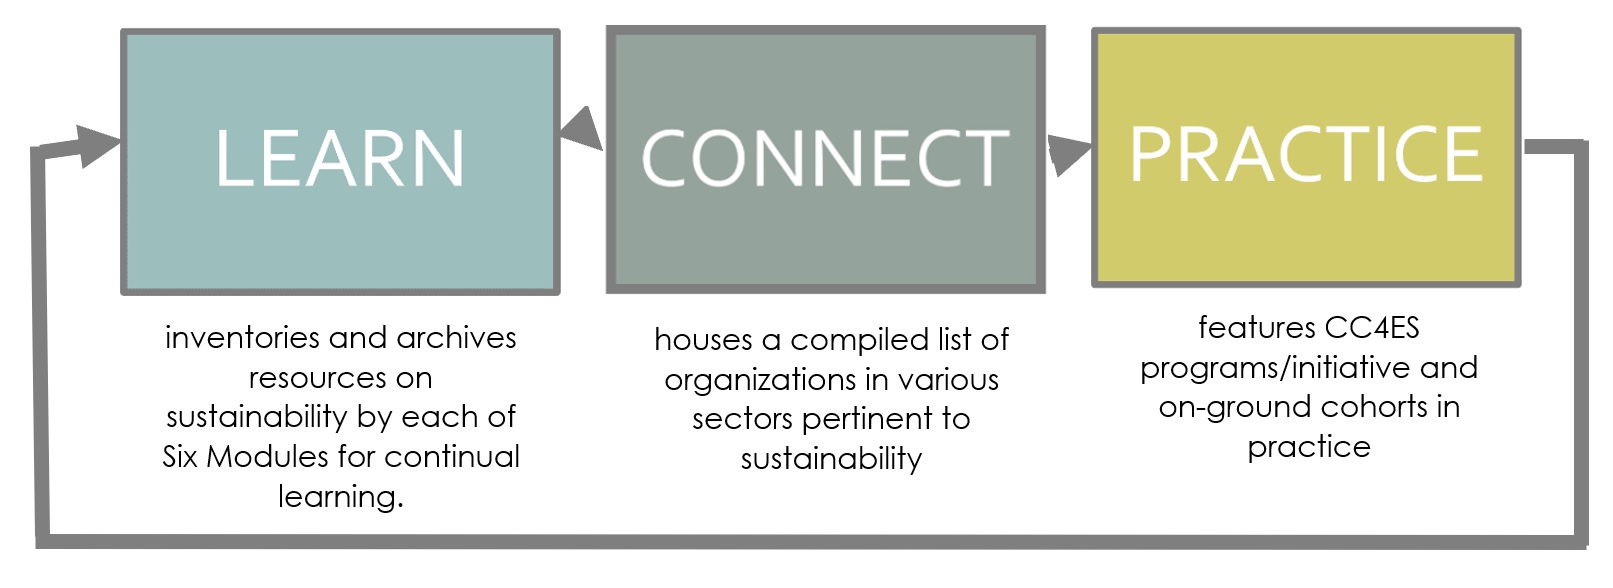 LEARN
CONNECT
PRACTICE
inventories and archives
resources on
sustainability by each of
Six Modules for continual
learning.
houses a compiled list of
organizations in various
sectors pertinent to
sustainability
features CC4ES
programs/initiative and
on-ground cohorts in
practice